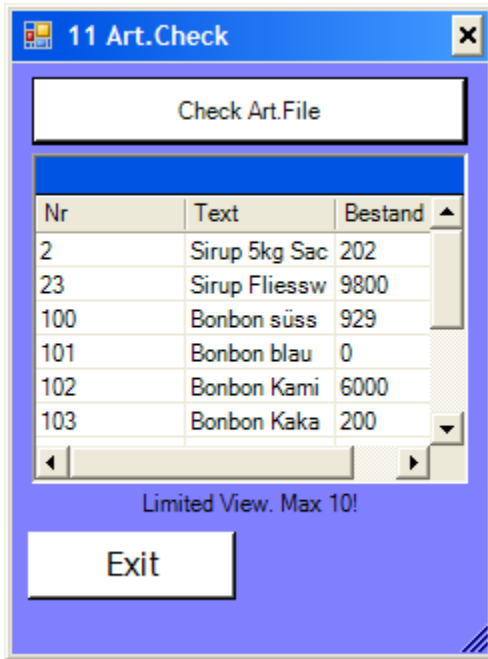 11 Art.Check
Check Art.File
Nr Text Bestand
2 Sirup 5kg Sac 202
23 Sirup Fliessw 9800
100 Bonbon süss 929
101 Bonbon blau 0
102 Bonbon Kami 6000
103 Bonbon Kaka 200
Limited View. Max 10!
Exit